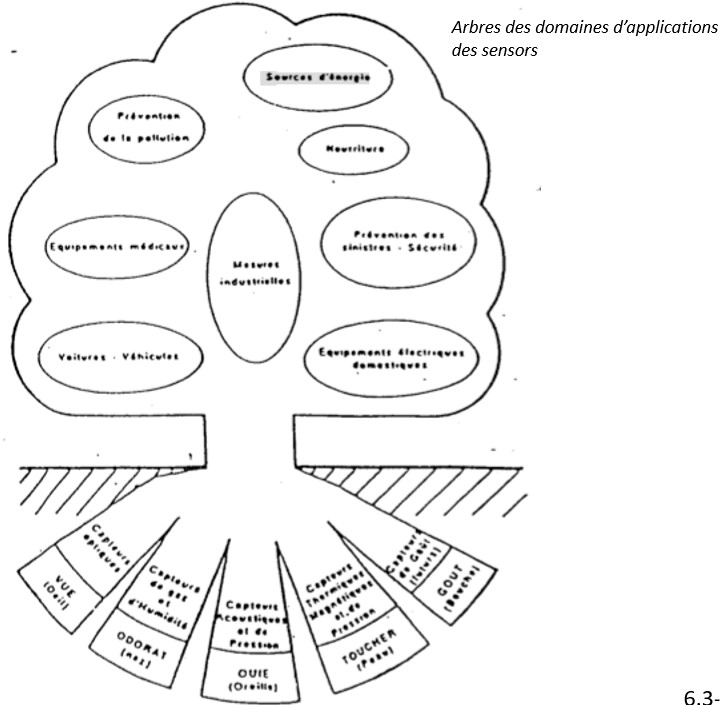 Arbres des domaines d’applications
des sensors
Sources d'énergie
Prévention
de la pollution
Nourriture
Equipements médicaux
Mesures
industrielles
Prévention des
sinistres - Sécurité
Voitures - Véhicules
Equipements électriques
domestiques
Capteurs
optiques
VUE
(Oeil)
Capteurs
de gaz
et
d'Humidité
ODORAT
(nez)
Capteurs
Acoustiques
et de
Pression
OUIE
(Oreille)
Capteurs
Thermiques
Magnétiques
et de
Pression
TOUCHER
(Peau)
Capteurs
de Goût
(futurs)
GOUT
(Bouche)
6.3-